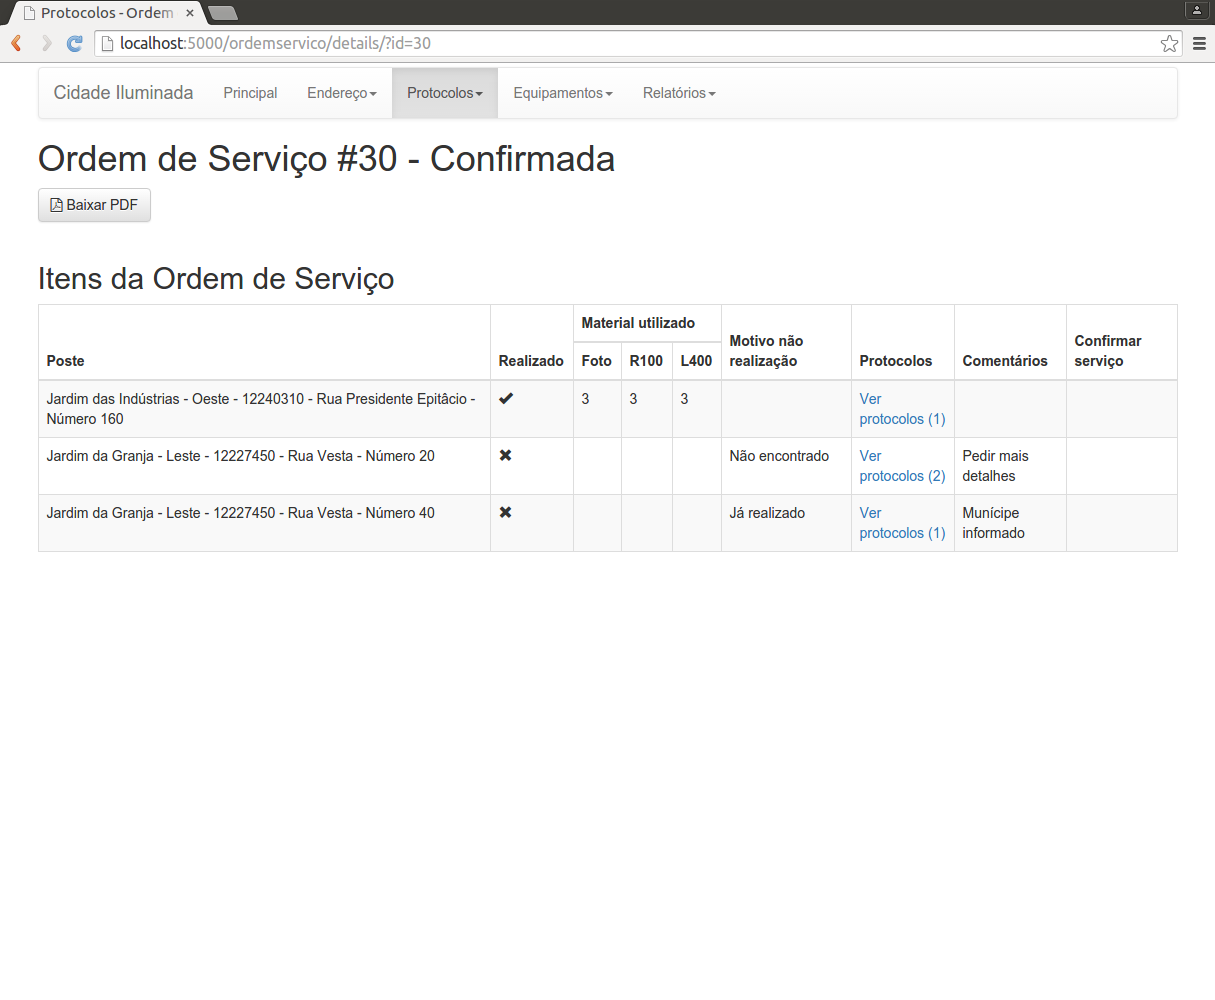 Protocolos - Ordem
localhost:5000/ordemservico/details/?id=30
Cidade Iluminada Principal Endereço Protocolos Equipamentos Relatórios
Ordem de Serviço #30 - Confirmada
Baixar PDF
Itens da Ordem de Serviço
Poste Realizado Material utilizado Motivo não realização Protocolos Comentários Confirmar serviço
Foto R100 L400
Jardim das Indústrias - Oeste - 12240310 - Rua Presidente Epitâcio -
Número 160
3 3 3
Ver
protocolos (1)
Jardim da Granja - Leste - 12227450 - Rua Vesta - Número 20
Não encontrado
Ver
protocolos (2)
Pedir mais
detalhes
Jardim da Granja - Leste - 12227450 - Rua Vesta - Número 40
Já realizado
Ver
protocolos (1)
Munícipe
informado